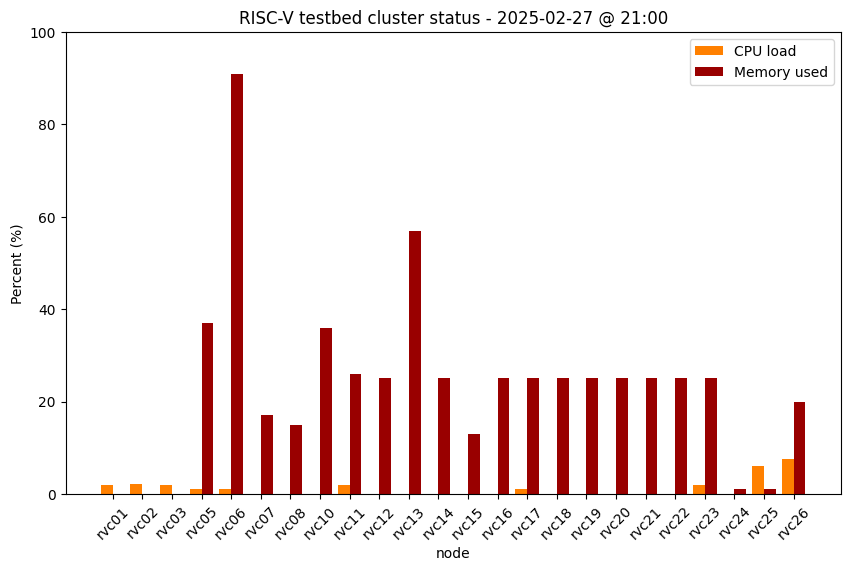 RISC-V testbed cluster status - 2025-02-27 @ 21:00
CPU load
Memory used
Percent (%)
100
80
60
40
20
0
rvc01
rvc02
rvc03
rvc05
rvc06
rvc07
rvc08
rvc10
rvc11
rvc12
rvc13
rvc14
rvc15
rvc16
rvc17
rvc18
rvc19
rvc20
rvc21
rvc22
rvc23
rvc24
rvc25
rvc26
node